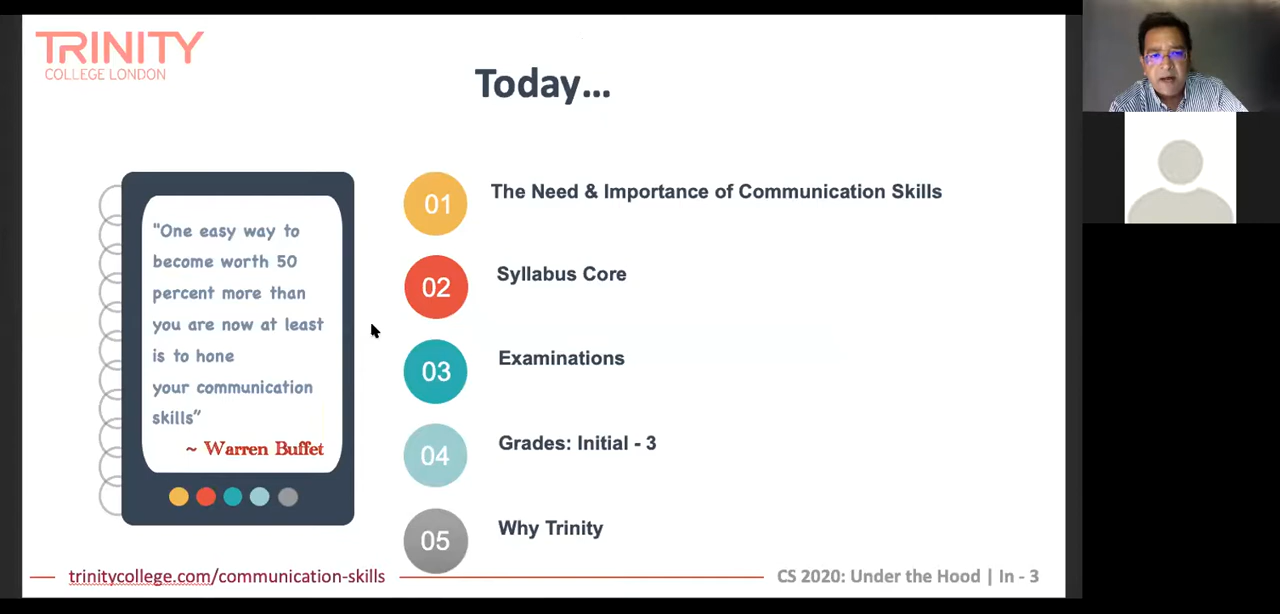 TRINITY
COLLEGE LONDON
Today...
"One easy way to
become worth 50
percent more than
you are now at least
is to hone
your communication
skills”
~ Warren Buffet
01
The Need & Importance of Communication Skills
02
Syllabus Core
03
Examinations
04
Grades: Initial - 3
05
Why Trinity
trinitycollege.com/communication-skills
CS 2020: Under the Hood | In - 3